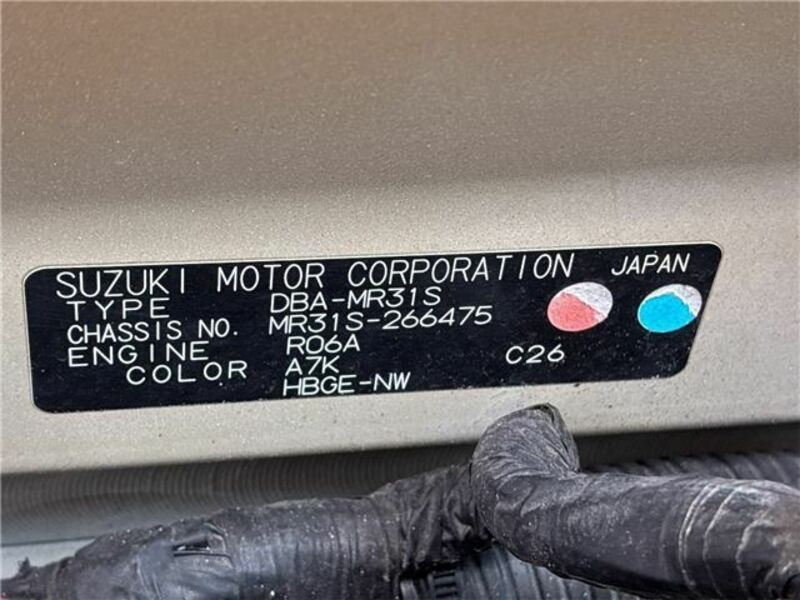 SUZUKI MOTOR CORPORATION JAPAN
TYPE DBA-MR31S
CHASSIS NO. MR31S-266475
ENGINE R06A
COLOR A7K C26
HBGE-NW